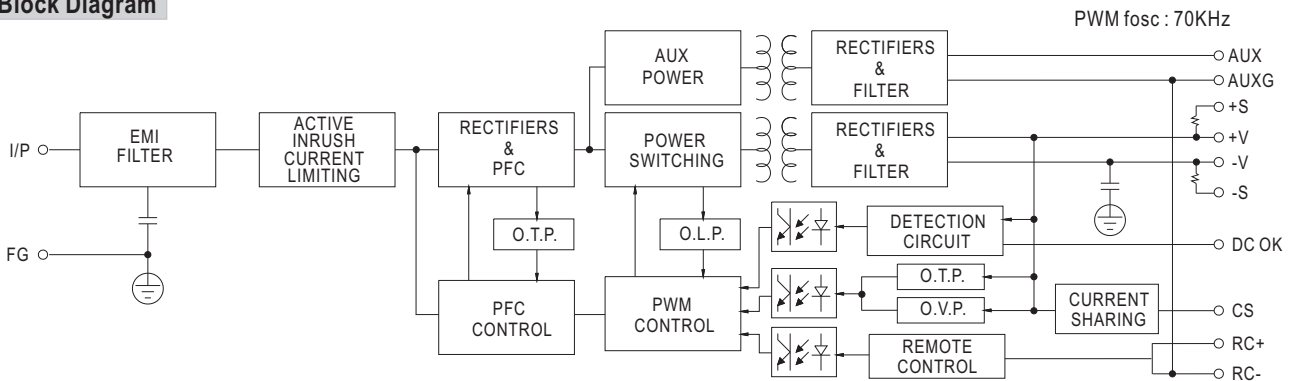 Block Diagram
PWM fosc : 70KHz
AUX
POWER
RECTIFIERS
&
FILTER
AUX
AUXG
+S
I/P
EMI
FILTER
ACTIVE
INRUSH
CURRENT
LIMITING
RECTIFIERS
&
PFC
POWER
SWITCHING
RECTIFIERS
&
FILTER
+V
-V
-S
FG
O.T.P.
O.L.P.
DETECTION
CIRCUIT
DC OK
PFC
CONTROL
PWM
CONTROL
O.T.P.
O.V.P.
CURRENT
SHARING
CS
REMOTE
CONTROL
RC+
RC-